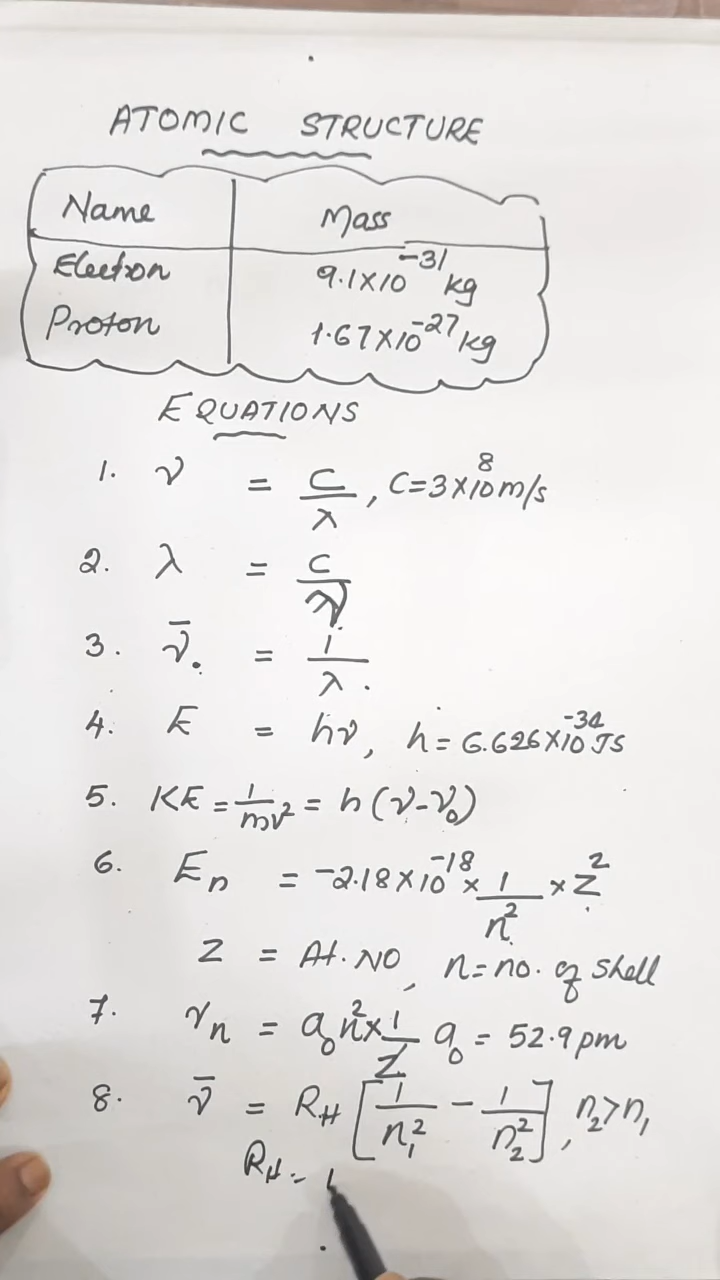 ATOMIC STRUCTURE
Name Mass
Electron 9.1×10⁻³¹ kg
Proton 1.67×10⁻²⁷ kg
EQUATIONS
1. ν = c/λ, C=3×10⁸ m/s
2. λ = c/ν
3. ν̄ = 1/λ
4. E = hν, h = 6.626×10⁻³⁴ JS
5. KE = 1/mv² = h(ν-ν₀)
6. Eₙ = -2.18×10⁻¹⁸ × 1/n² × Z²
Z = At. NO, n = no. of shell
7. rₙ = a₀n² × 1/Z a₀ = 52.9 pm
8. ν̄ = R_H [1/n₁² - 1/n₂²], n₂>n₁
R_H = 1